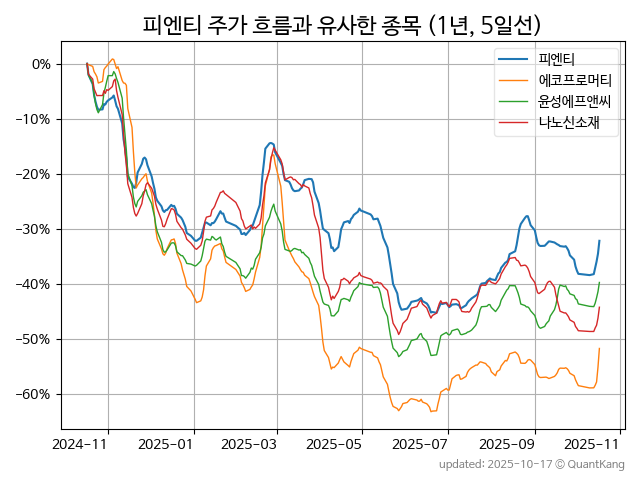 피엔티 주가 흐름과 유사한 종목 (1년, 5일선)
피엔티
에코프로머티
윤성에프앤씨
나노신소재
0%
−10%
−20%
−30%
−40%
−50%
−60%
2024-11 2025-01 2025-03 2025-05 2025-07 2025-09 2025-11
updated: 2025-10-17 © QuantKang